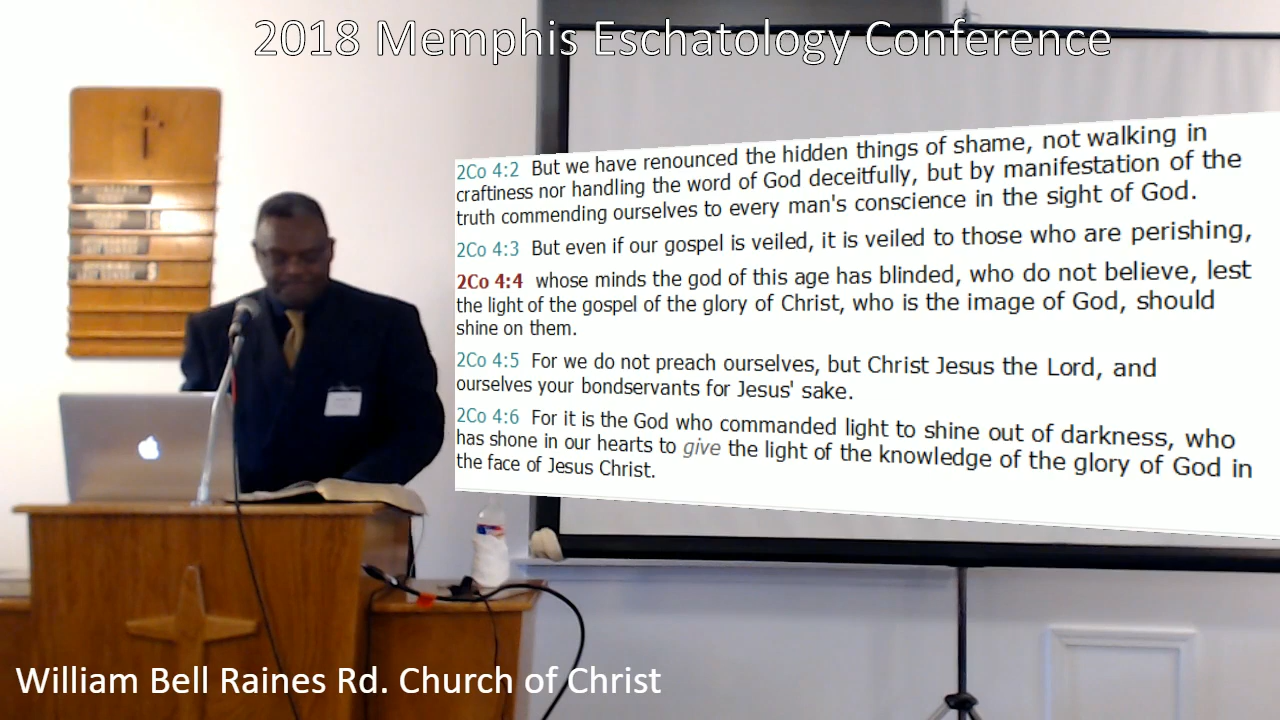 2018 Memphis Eschatology Conference
2Co 4:2 But we have renounced the hidden things of shame, not walking in
craftiness nor handling the word of God deceitfully, but by manifestation of the
truth commending ourselves to every man's conscience in the sight of God.
2Co 4:3 But even if our gospel is veiled, it is veiled to those who are perishing,
2Co 4:4 whose minds the god of this age has blinded, who do not believe, lest
the light of the gospel of the glory of Christ, who is the image of God, should
shine on them.
2Co 4:5 For we do not preach ourselves, but Christ Jesus the Lord, and
ourselves your bondservants for Jesus' sake.
2Co 4:6 For it is the God who commanded light to shine out of darkness, who
has shone in our hearts to give the light of the knowledge of the glory of God in
the face of Jesus Christ.
William Bell Raines Rd. Church of Christ